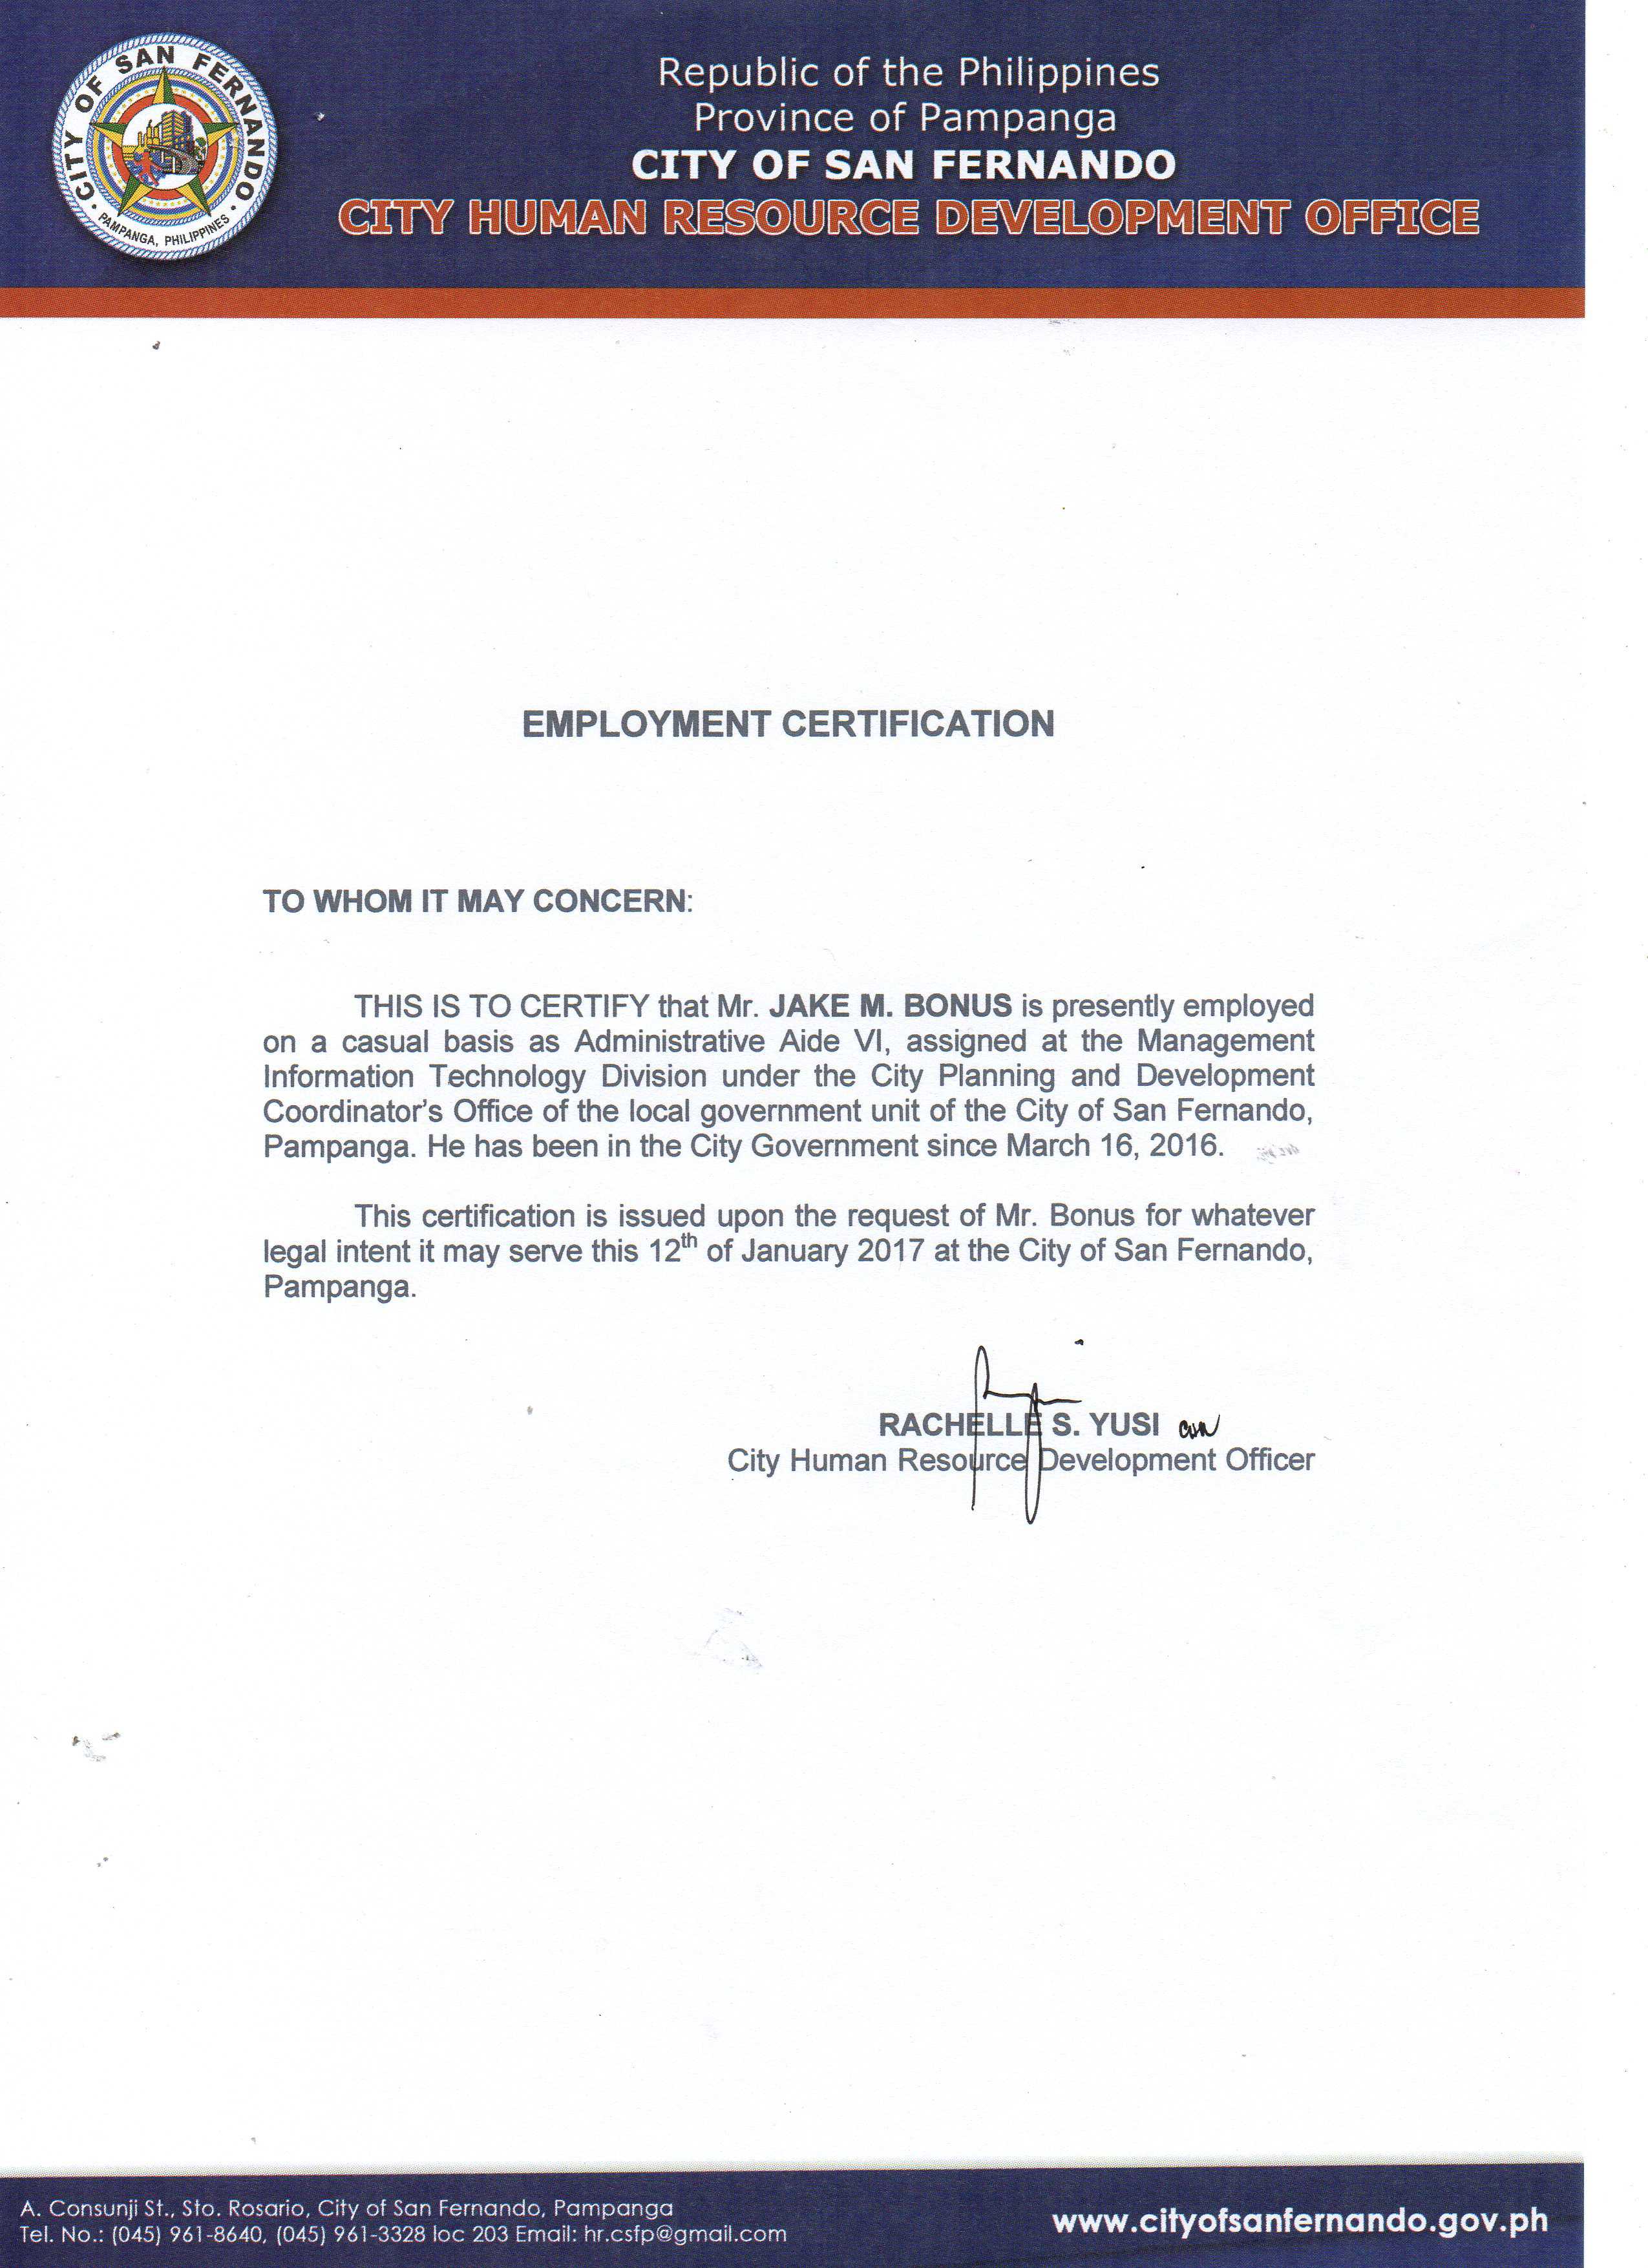 CITY OF SAN FERNANDO
PAMPANGA, PHILIPPINES
Republic of the Philippines
Province of Pampanga
CITY OF SAN FERNANDO
CITY HUMAN RESOURCE DEVELOPMENT OFFICE
EMPLOYMENT CERTIFICATION
TO WHOM IT MAY CONCERN:
THIS IS TO CERTIFY that Mr. JAKE M. BONUS is presently employed
on a casual basis as Administrative Aide VI, assigned at the Management
Information Technology Division under the City Planning and Development
Coordinator's Office of the local government unit of the City of San Fernando,
Pampanga. He has been in the City Government since March 16, 2016.
This certification is issued upon the request of Mr. Bonus for whatever
legal intent it may serve this 12th of January 2017 at the City of San Fernando,
Pampanga.
RACHELLE S. YUSI
City Human Resource Development Officer
A. Consunji St., Sto. Rosario, City of San Fernando, Pampanga
Tel. No.: (045) 961-8640, (045) 961-3328 loc 203 Email: hr.csfp@gmail.com
www.cityofsanfernando.gov.ph